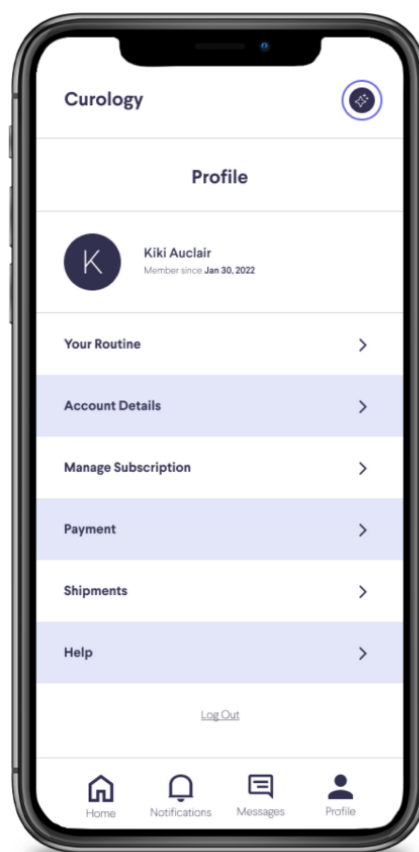 Curology
Profile
K
Kiki Auclair
Member since Jan 30, 2022
Your Routine
Account Details
Manage Subscription
Payment
Shipments
Help
Log Out
Home Notifications Messages Profile